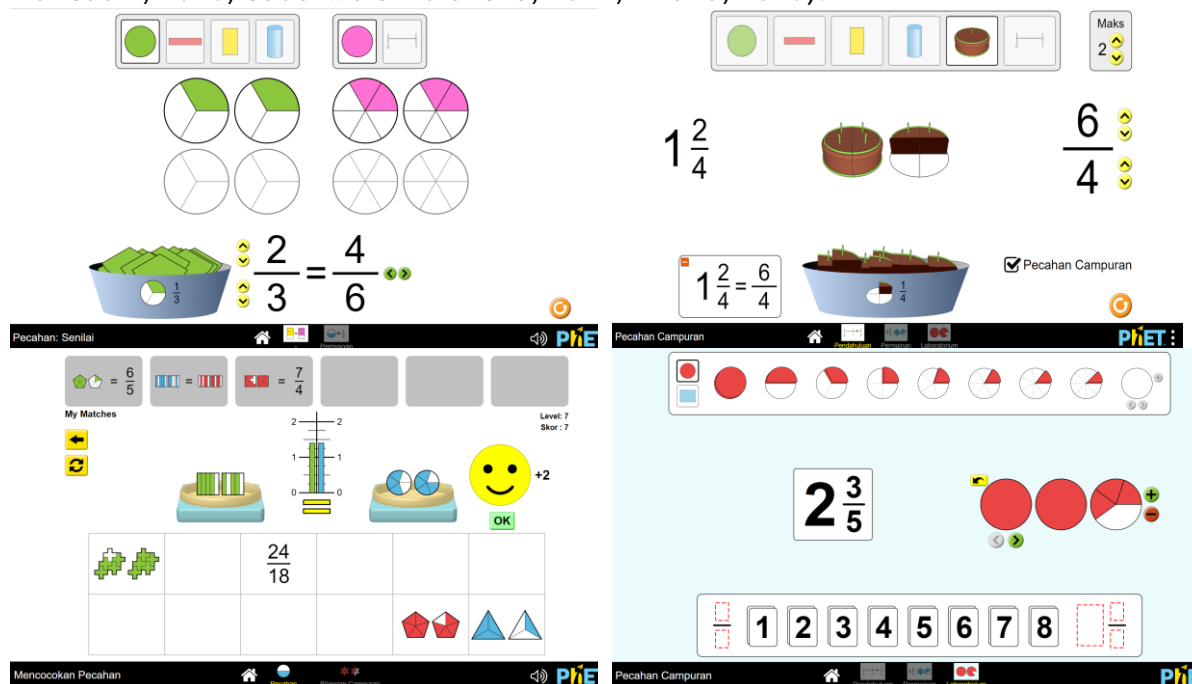 1
3
2
3
=
4
6
Pecahan: Senilai
PhE
Maks
2
1 2
4
6
4
1 2 = 6
4 4
1
4
Pecahan Campuran
Pecahan Campuran
Pendahuluan
Permainan
Laboratorium
PhET
= 6
5
=
= 7
4
My Matches
Level: 7
Skor : 7
2 2
1 1
0 0
+2
OK
24
18
Mencocokan Pecahan
Pecahan
PhE
2 3
5
1 2 3 4 5 6 7 8
Pecahan Campuran